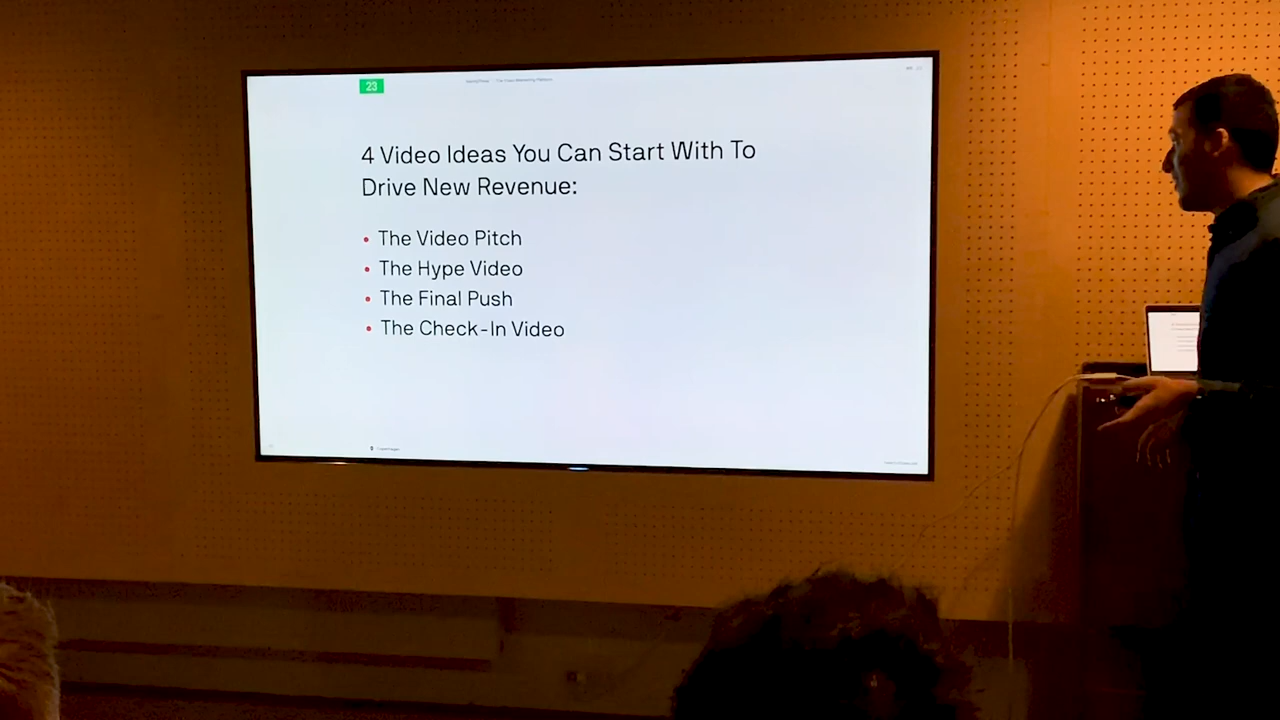 23
4 Video Ideas You Can Start With To
Drive New Revenue:
• The Video Pitch
• The Hype Video
• The Final Push
• The Check-In Video